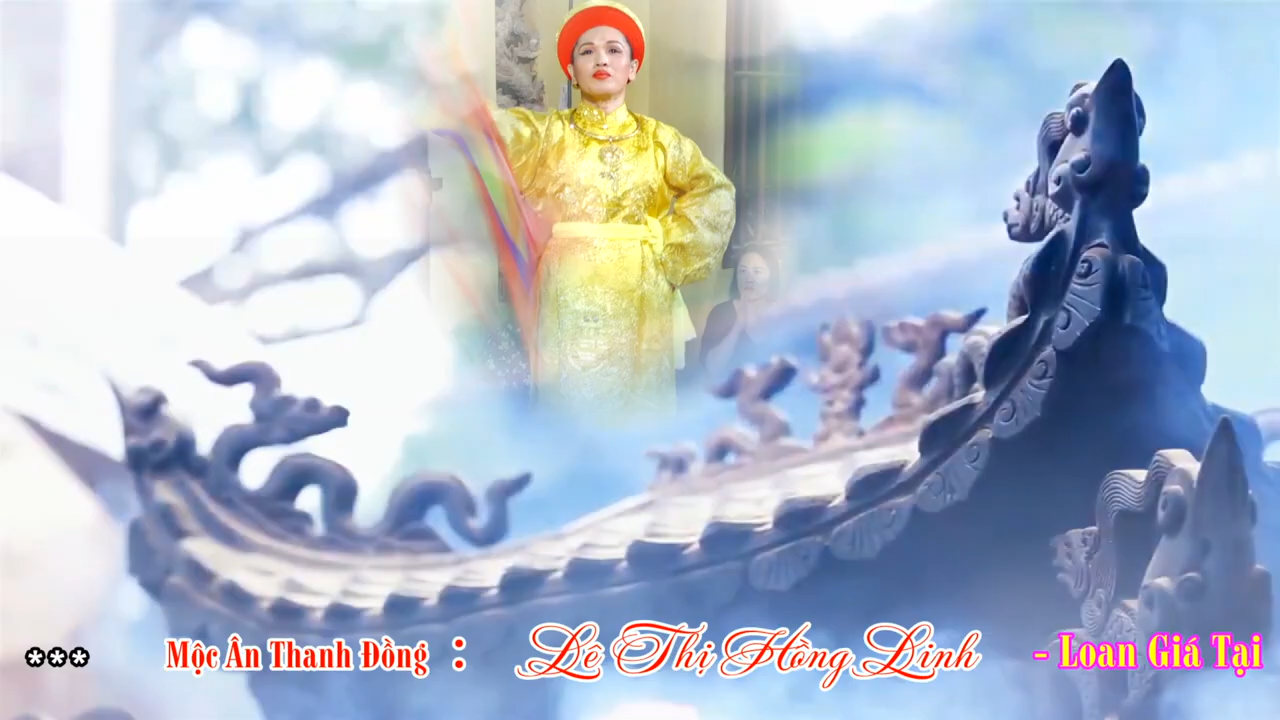 *** Mộc Ân Thanh Đồng : Lê Thị Hồng Linh - Loan Giá Tại